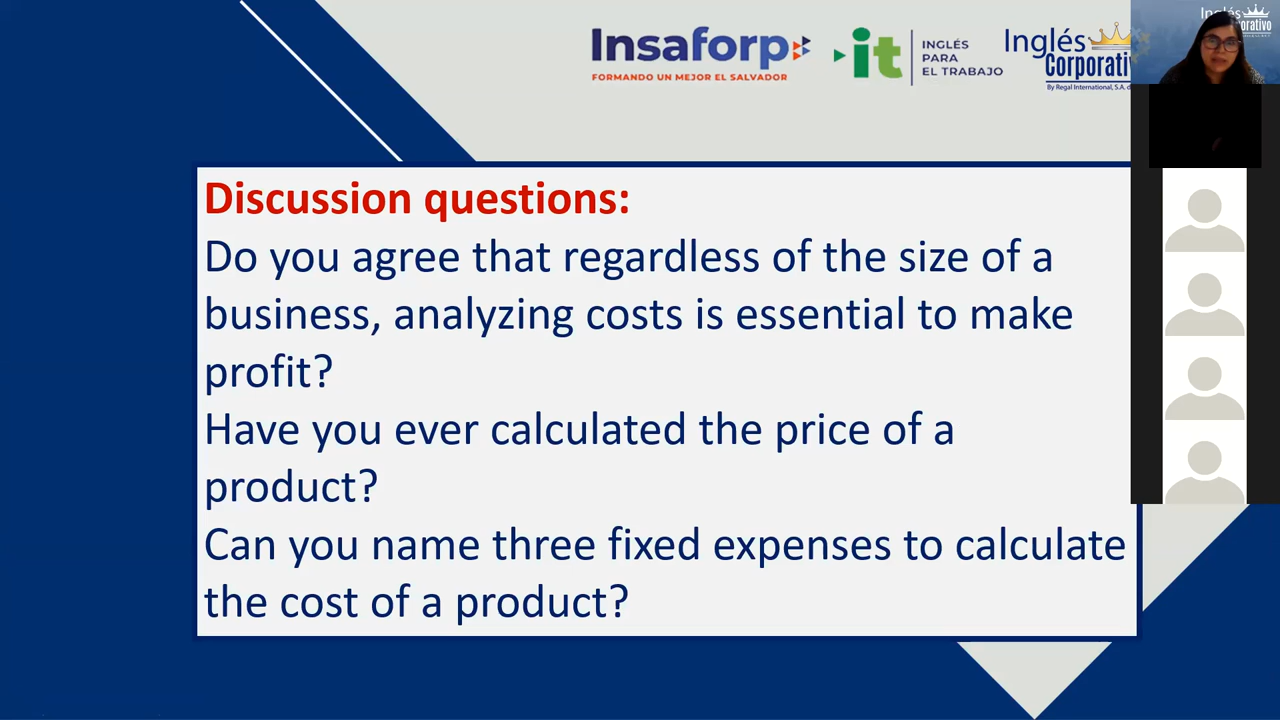 Insaforp
FORMANDO UN MEJOR EL SALVADOR
it
INGLÉS
PARA
EL TRABAJO
Inglés
Corporativ
By Regal International, S.A.
Discussion questions:
Do you agree that regardless of the size of a
business, analyzing costs is essential to make
profit?
Have you ever calculated the price of a
product?
Can you name three fixed expenses to calculate
the cost of a product?